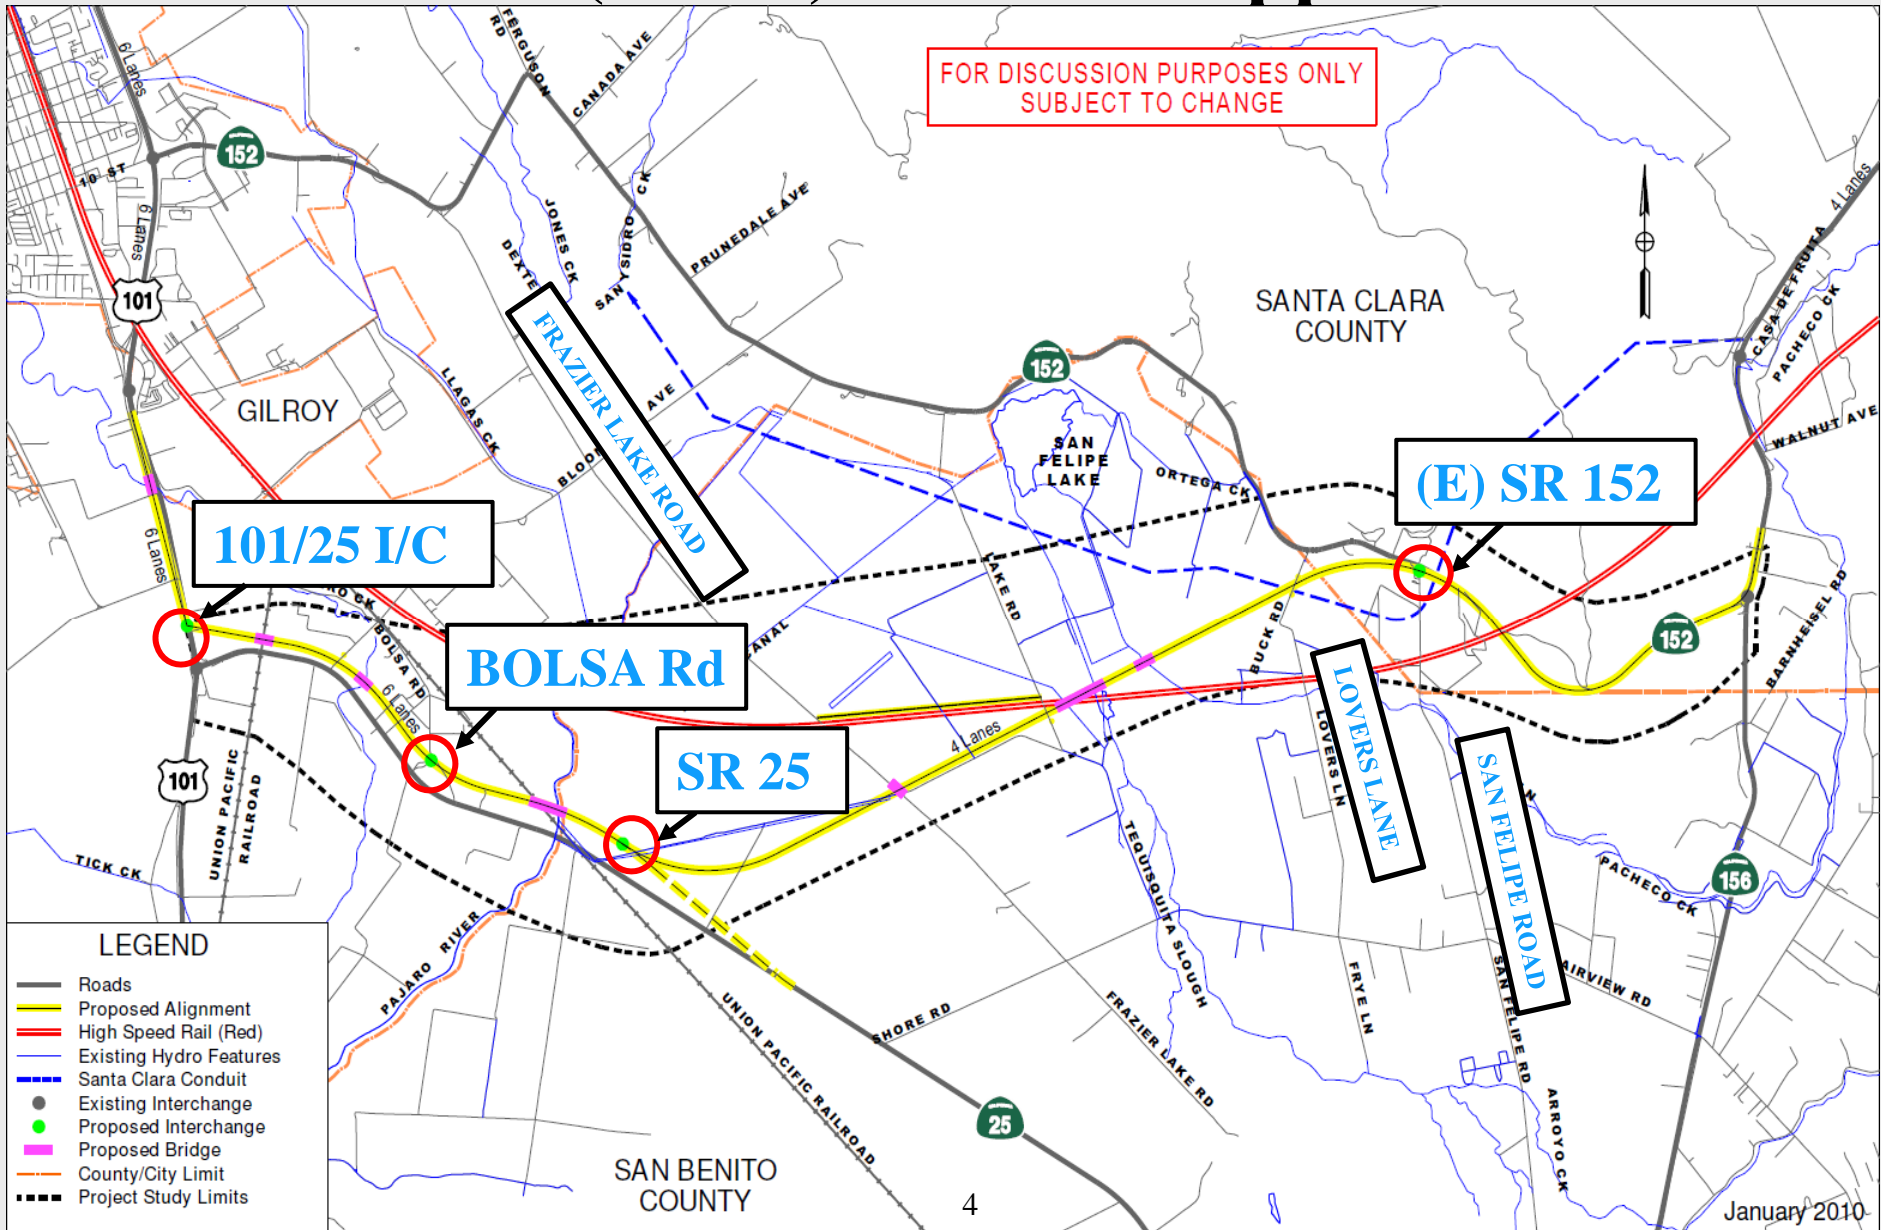 FERGUSON
RD
6 Lanes
CANADA AVE
FOR DISCUSSION PURPOSES ONLY
SUBJECT TO CHANGE
152
10 ST
4 Lanes
6 Lanes
JONES CK
SAN YSIDRO CK
PRUNEDALE AVE
CASA DE FRUITA
PACHECO CK
101
SANTA CLARA
COUNTY
FRAZIER LAKE ROAD
152
GILROY
LLAGAS CK
AVE
SAN
FELIPE
LAKE
ORTEGA CK
WALNUT AVE
(E) SR 152
101/25 I/C
6 Lanes
LAKE RD
BUCK RD
BOLSA RD
BOLSA Rd
152
BARNHEISEL RD
6 Lanes
4 Lanes
SR 25
LOVERS LANE
LOVERS LN
SAN FELIPE ROAD
101
UNION PACIFIC
RAILROAD
TICK CK
TEQUISQUITA SLOUGH
PACHECO CK
156
PAJARO RIVER
FRYE LN
SAN FELIPE RD
UNION PACIFIC RAILROAD
SHORE RD
FRAZIER LAKE RD
ARROYO CK
25
LEGEND
Roads
Proposed Alignment
High Speed Rail (Red)
Existing Hydro Features
Santa Clara Conduit
Existing Interchange
Proposed Interchange
Proposed Bridge
County/City Limit
Project Study Limits
SAN BENITO
COUNTY
4
January 2010